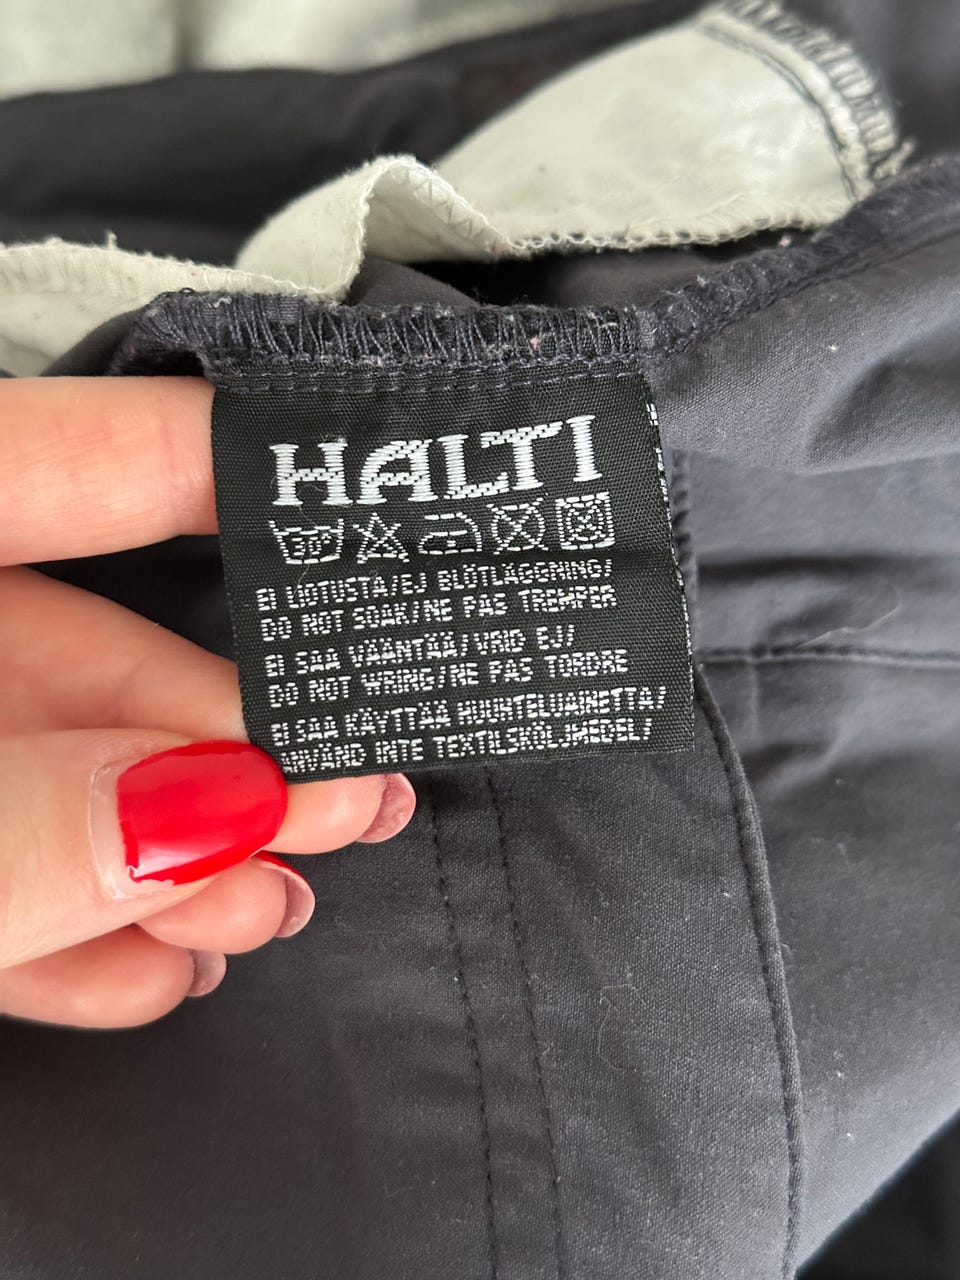 HALTI
30°
EI LIOTUSTA/EJ BLÖTLÄGGNING/
DO NOT SOAK/NE PAS TREMPER
EI SAA VÄÄNTÄÄ/VRID EJ/
DO NOT WRING/NE PAS TORDRE
EI SAA KÄYTTÄÄ HUUHTELUAINETTA/
ANVÄND INTE TEXTILSKÖLJMEDEL/